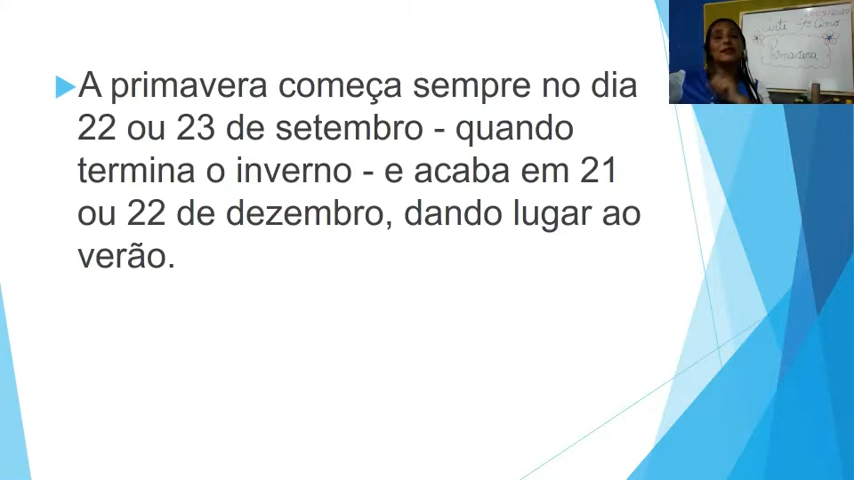 A primavera começa sempre no dia
22 ou 23 de setembro - quando
termina o inverno - e acaba em 21
ou 22 de dezembro, dando lugar ao
verão.
Primavera